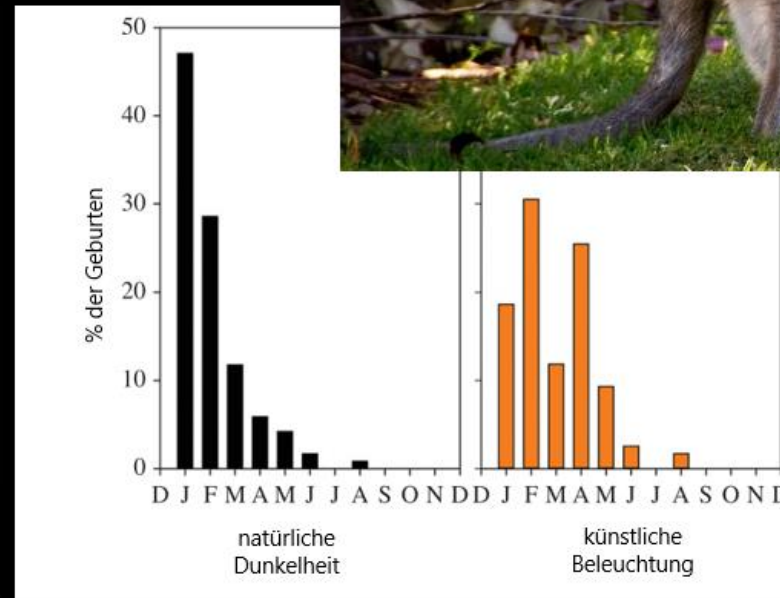 50
40
30
20
10
0
% der Geburten
D J F M A M J J A S O N D
D J F M A M J J A S O N D
natürliche
Dunkelheit
künstliche
Beleuchtung